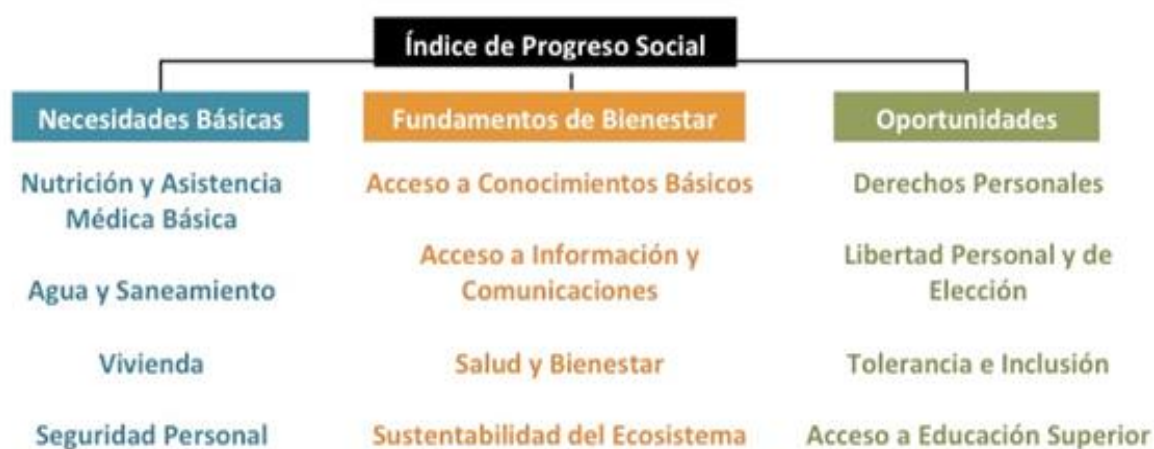 Índice de Progreso Social
Necesidades Básicas
Nutrición y Asistencia
Médica Básica
Agua y Saneamiento
Vivienda
Seguridad Personal
Fundamentos de Bienestar
Acceso a Conocimientos Básicos
Acceso a Información y
Comunicaciones
Salud y Bienestar
Sustentabilidad del Ecosistema
Oportunidades
Derechos Personales
Libertad Personal y de
Elección
Tolerancia e Inclusión
Acceso a Educación Superior